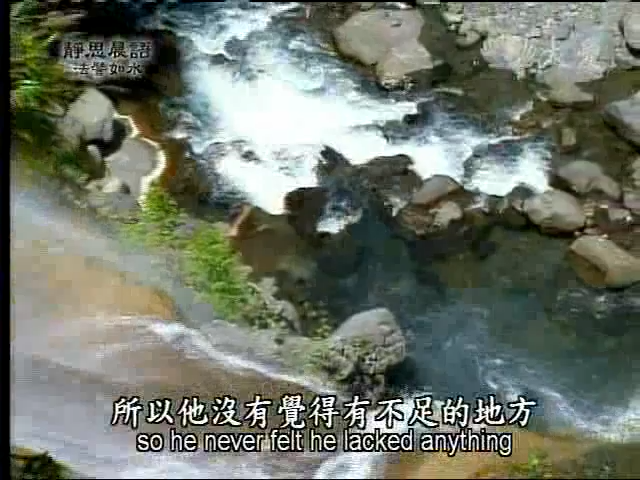 靜思晨語
法譬如水
所以他沒有覺得有不足的地方
so he never felt he lacked anything